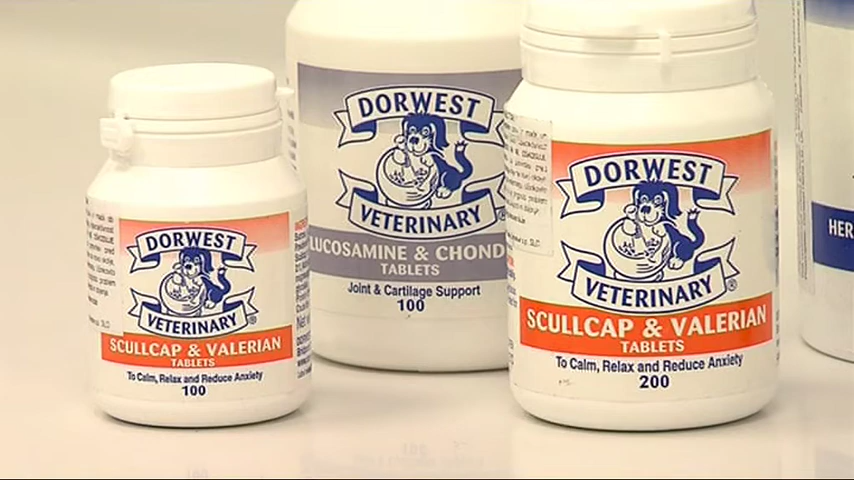 DORWEST
VETERINARY®
SCULLCAP & VALERIAN
TABLETS
To Calm, Relax and Reduce Anxiety
100
DORWEST
VETERINARY®
LUCOSAMINE & CHOND
TABLETS
Joint & Cartilage Support
100
DORWEST
VETERINARY®
SCULLCAP & VALERIAN
TABLETS
To Calm, Relax and Reduce Anxiety
200
HER